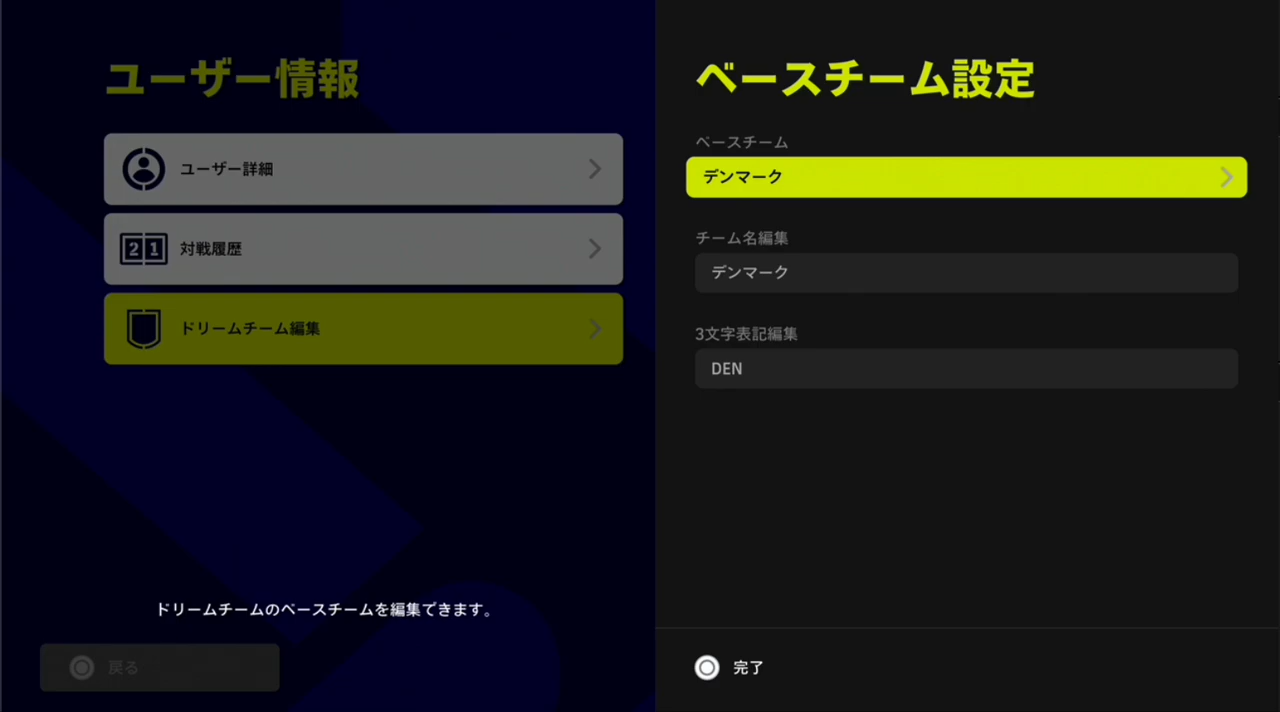 ユーザー情報
ユーザー詳細
21
対戦履歴
ドリームチーム編集
ドリームチームのベースチームを編集できます。
戻る
ベースチーム設定
ベースチーム
デンマーク
チーム名編集
デンマーク
3文字表記編集
DEN
完了